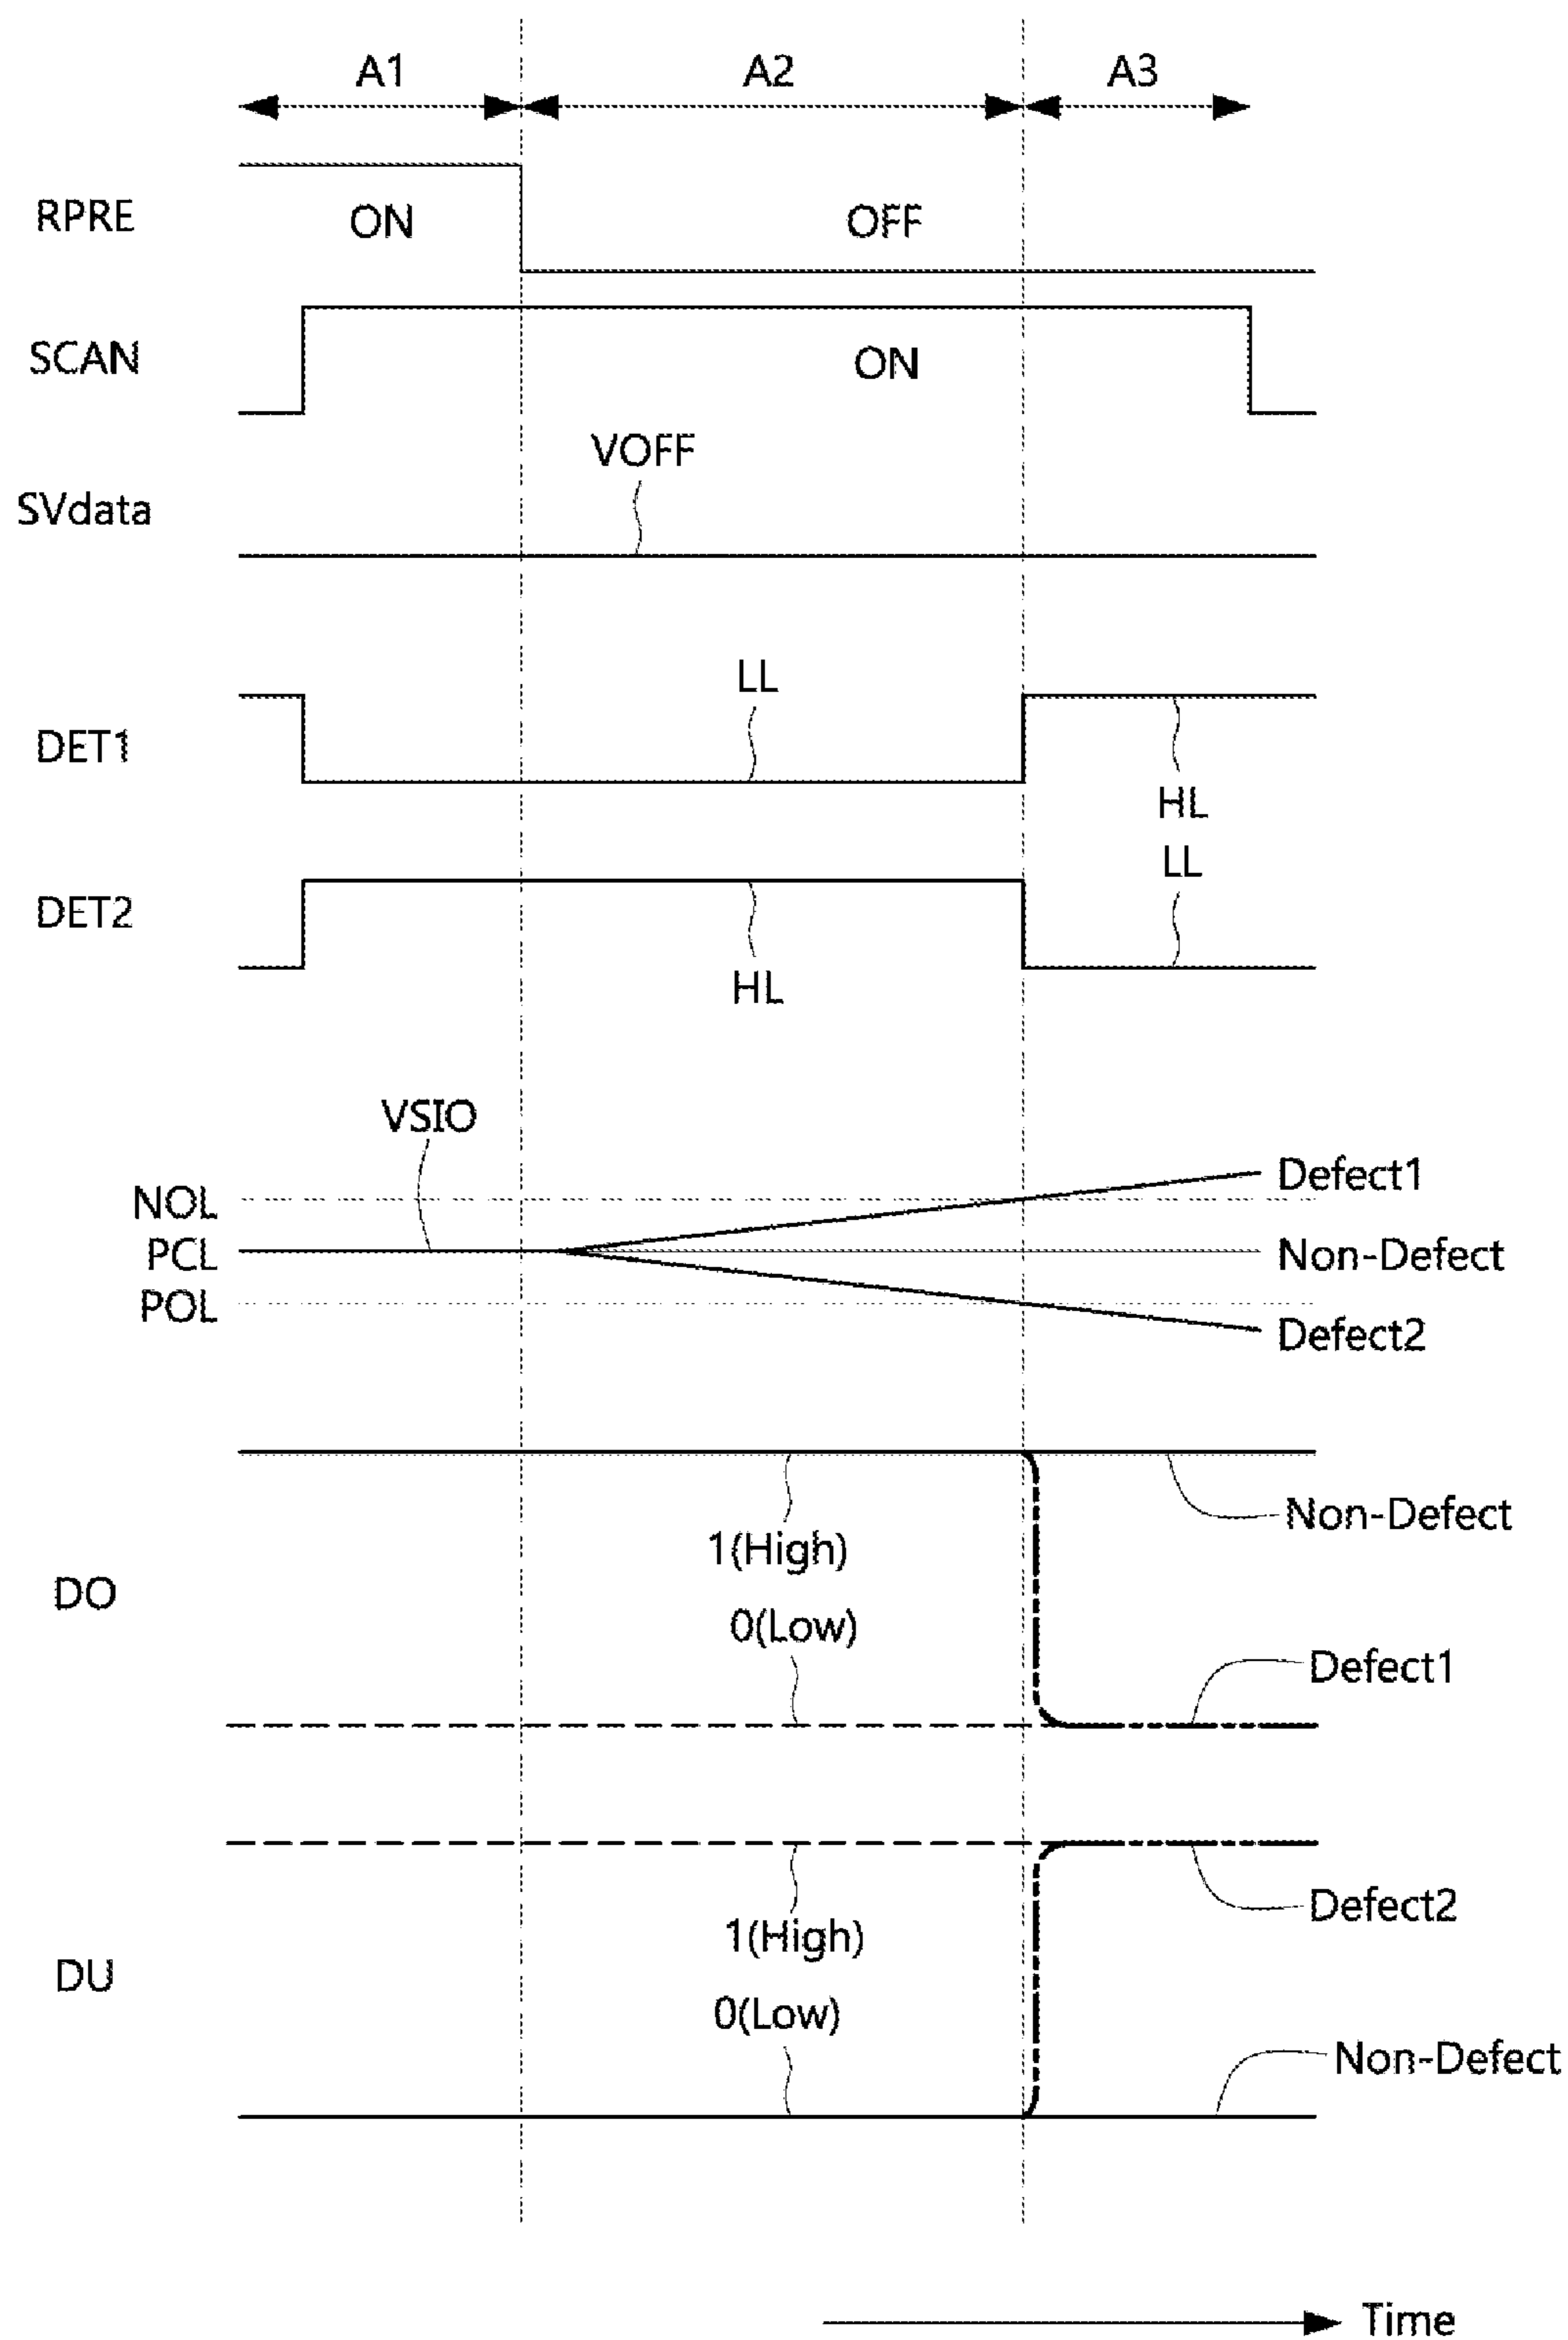 A1 A2 A3
RPRE ON OFF
SCAN ON
VOFF
SVdata
LL
DET1
HL
LL
DET2
HL
VSIO
Defect1
NOL
PCL Non-Defect
POL
Defect2
Non-Defect
1(High)
DO
0(Low)
Defect1
Defect2
1(High)
DU
0(Low)
Non-Defect
Time